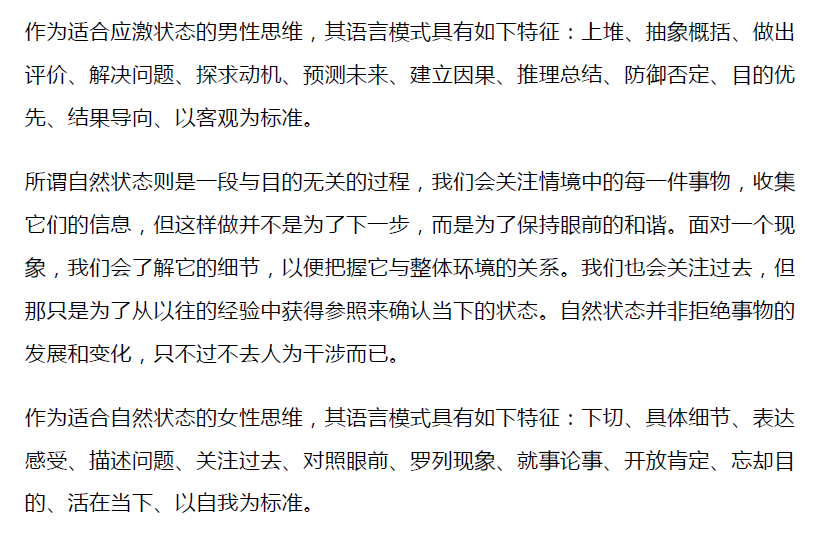 作为适合应激状态的男性思维，其语言模式具有如下特征：上堆、抽象概括、做出
评价、解决问题、探求动机、预测未来、建立因果、推理总结、防御否定、目的优
先、结果导向、以客观为标准。
所谓自然状态则是一段与目的无关的过程，我们会关注情境中的每一件事物，收集
它们的信息，但这样做并不是为了下一步，而是为了保持眼前的和谐。面对一个现
象，我们会了解它的细节，以便把握它与整体环境的关系。我们也会关注过去，但
那只是为了从以往的经验中获得参照来确认当下的状态。自然状态并非拒绝事物的
发展和变化，只不过不去人为干涉而已。
作为适合自然状态的女性思维，其语言模式具有如下特征：下切、具体细节、表达
感受、描述问题、关注过去、对照眼前、罗列现象、就事论事、开放肯定、忘却目
的、活在当下、以自我为标准。